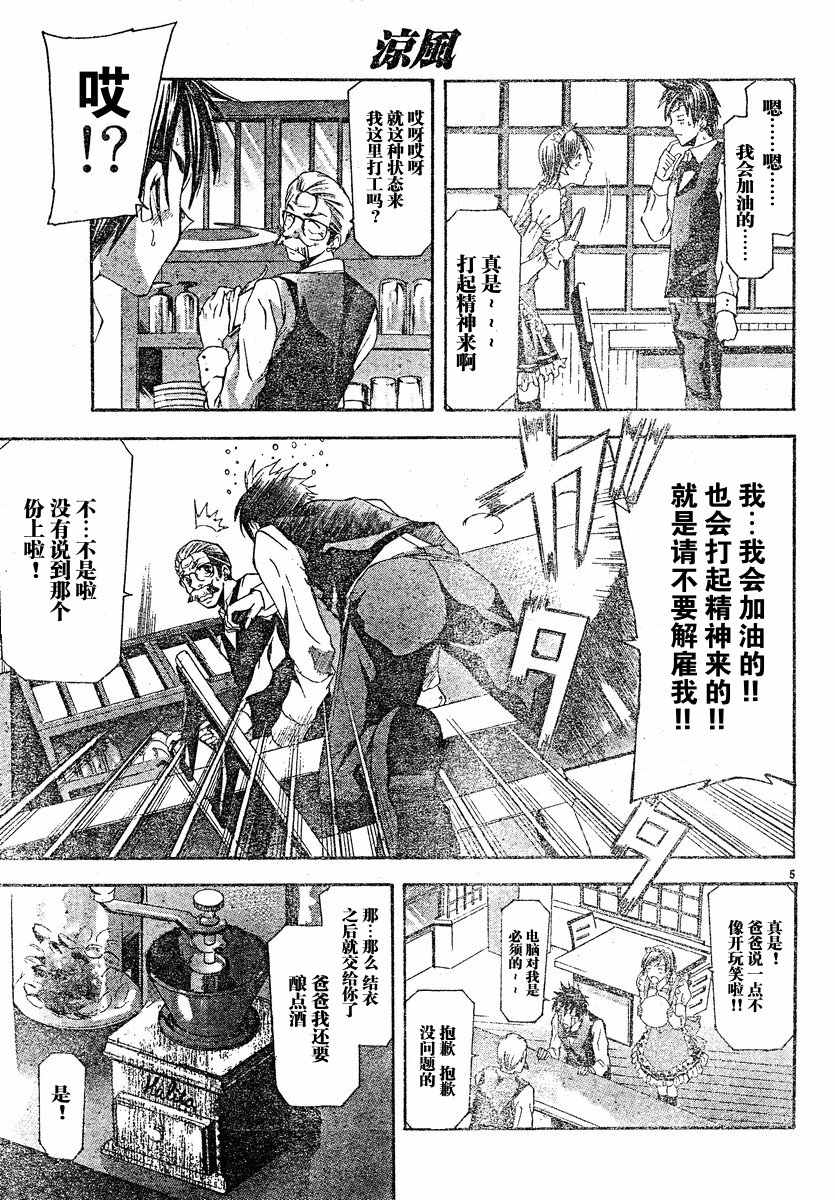 涼風
嗯……嗯
我会加油的……
真是~~~
打起精神来啊
哎呀哎呀
就这种状态来
我这里打工吗?
哎
!?
我…我会加油的!!
也会打起精神来的!!
就是请不要解雇我!!
ガ
タ
タ
不…不是啦
没有说到那个
份上啦!
5
真是!
爸爸说一点不
像开玩笑啦!!
电脑对我是
必须的~~
抱歉 抱歉
没问题的
那…那么 结衣
之后就交给你了
爸爸我还要
酿点酒
是!
Kalita